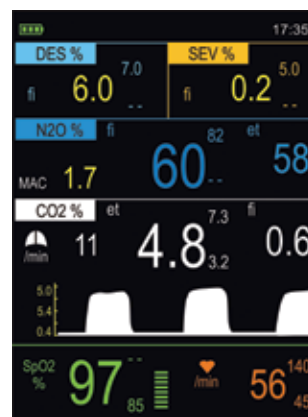 17:35
DES % SEV %
7.0 5.0
fi 6.0 -- fi 0.2 --
N2O % fi 82 et
60 -- 58
MAC 1.7
CO2 % et 7.3 fi
/min 11 4.8 3.2 0.6
5.0
5.4
0.4
SpO2 -- 140
% 97 85 /min 56 45